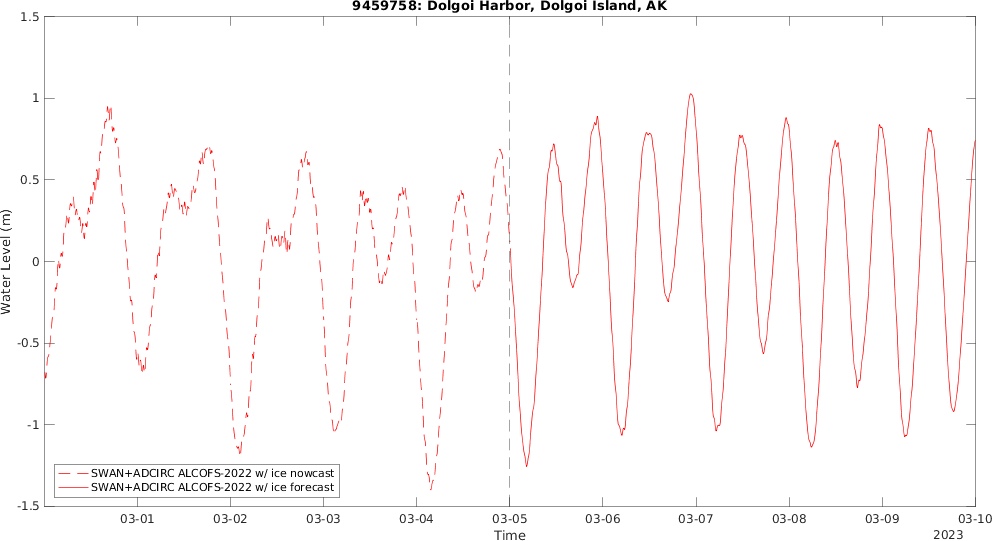 9459758: Dolgoi Harbor, Dolgoi Island, AK
1.5
1
0.5
0
-0.5
-1
-1.5
Water Level (m)
SWAN+ADCIRC ALCOFS-2022 w/ ice nowcast
SWAN+ADCIRC ALCOFS-2022 w/ ice forecast
03-01 03-02 03-03 03-04 03-05 03-06 03-07 03-08 03-09 03-10
Time
2023